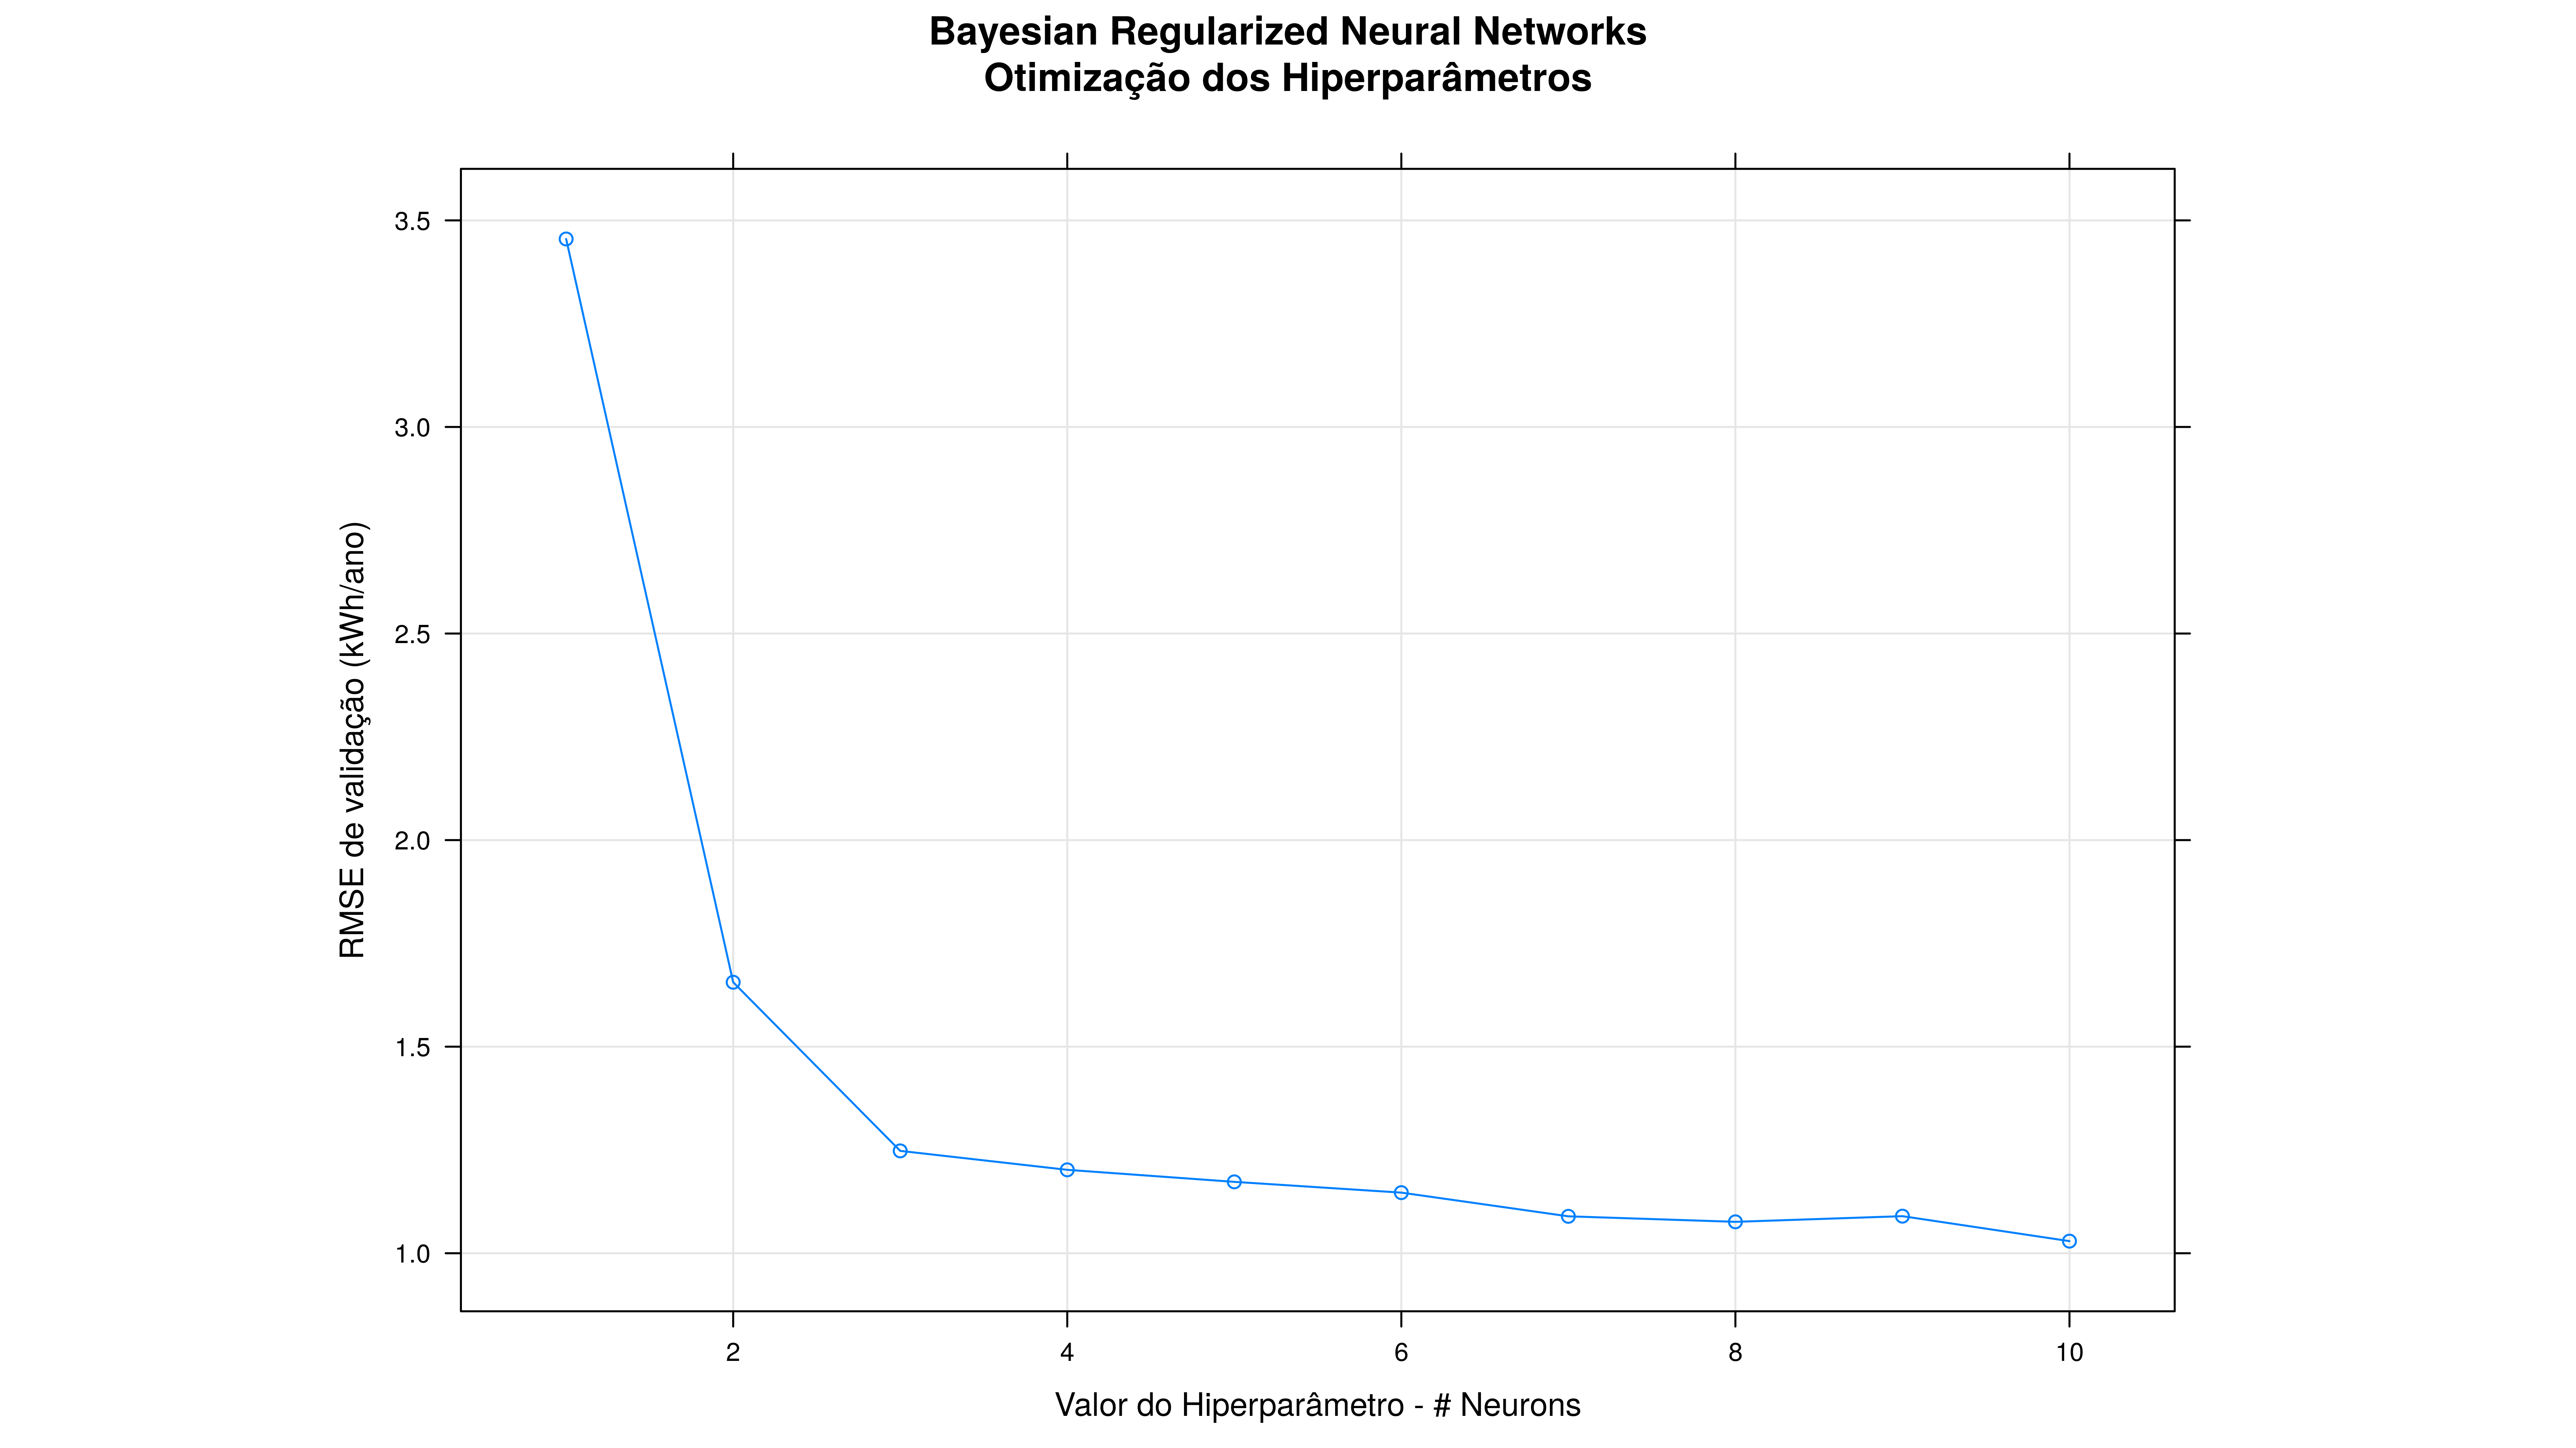 Bayesian Regularized Neural Networks
Otimização dos Hiperparâmetros
3.5
3.0
2.5
2.0
1.5
1.0
RMSE de validação (kWh/ano)
2
4
6
8
10
Valor do Hiperparâmetro - # Neurons